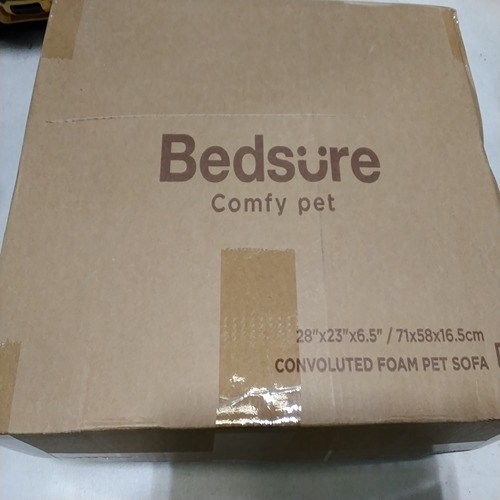 Bedsure
Comfy pet
28"x23"x6.5" / 71x58x16.5cm
CONVOLUTED FOAM PET SOFA